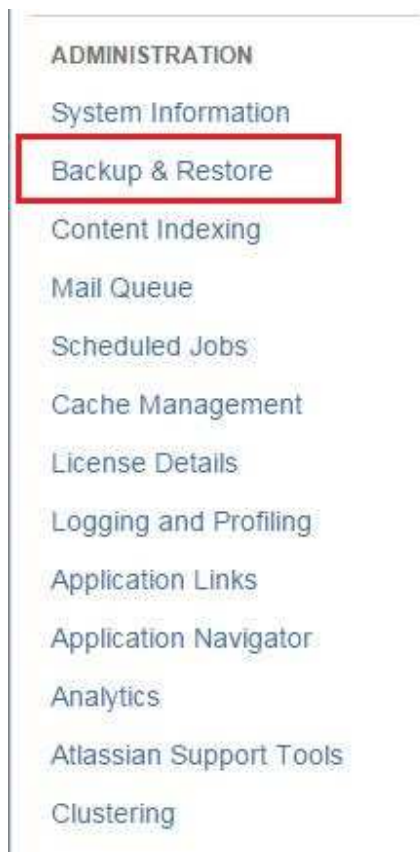 ADMINISTRATION
System Information
Backup & Restore
Content Indexing
Mail Queue
Scheduled Jobs
Cache Management
License Details
Logging and Profiling
Application Links
Application Navigator
Analytics
Atlassian Support Tools
Clustering